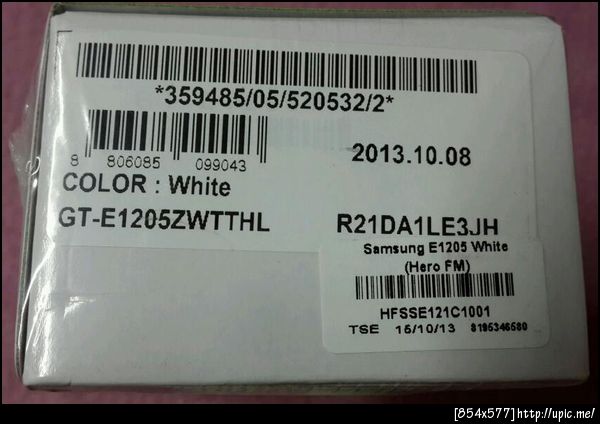 *359485/05/520532/2*
8 806085 099043
2013.10.08
COLOR : White
GT-E1205ZWTTHL
R21DA1LE3JH
Samsung E1205 White
(Hero FM)
HFSSE121C1001
TSE 15/10/13 8195346580
[854x577]http://upic.me/